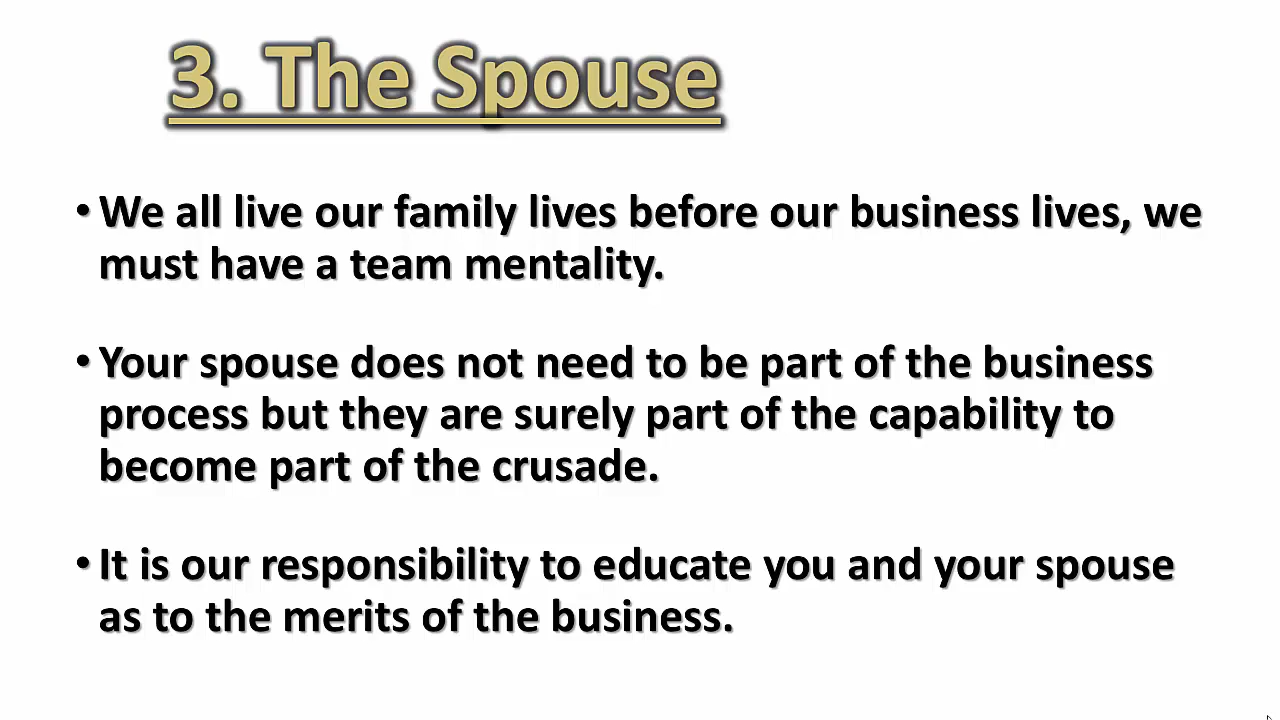 3. The Spouse
• We all live our family lives before our business lives, we
must have a team mentality.
• Your spouse does not need to be part of the business
process but they are surely part of the capability to
become part of the crusade.
• It is our responsibility to educate you and your spouse
as to the merits of the business.